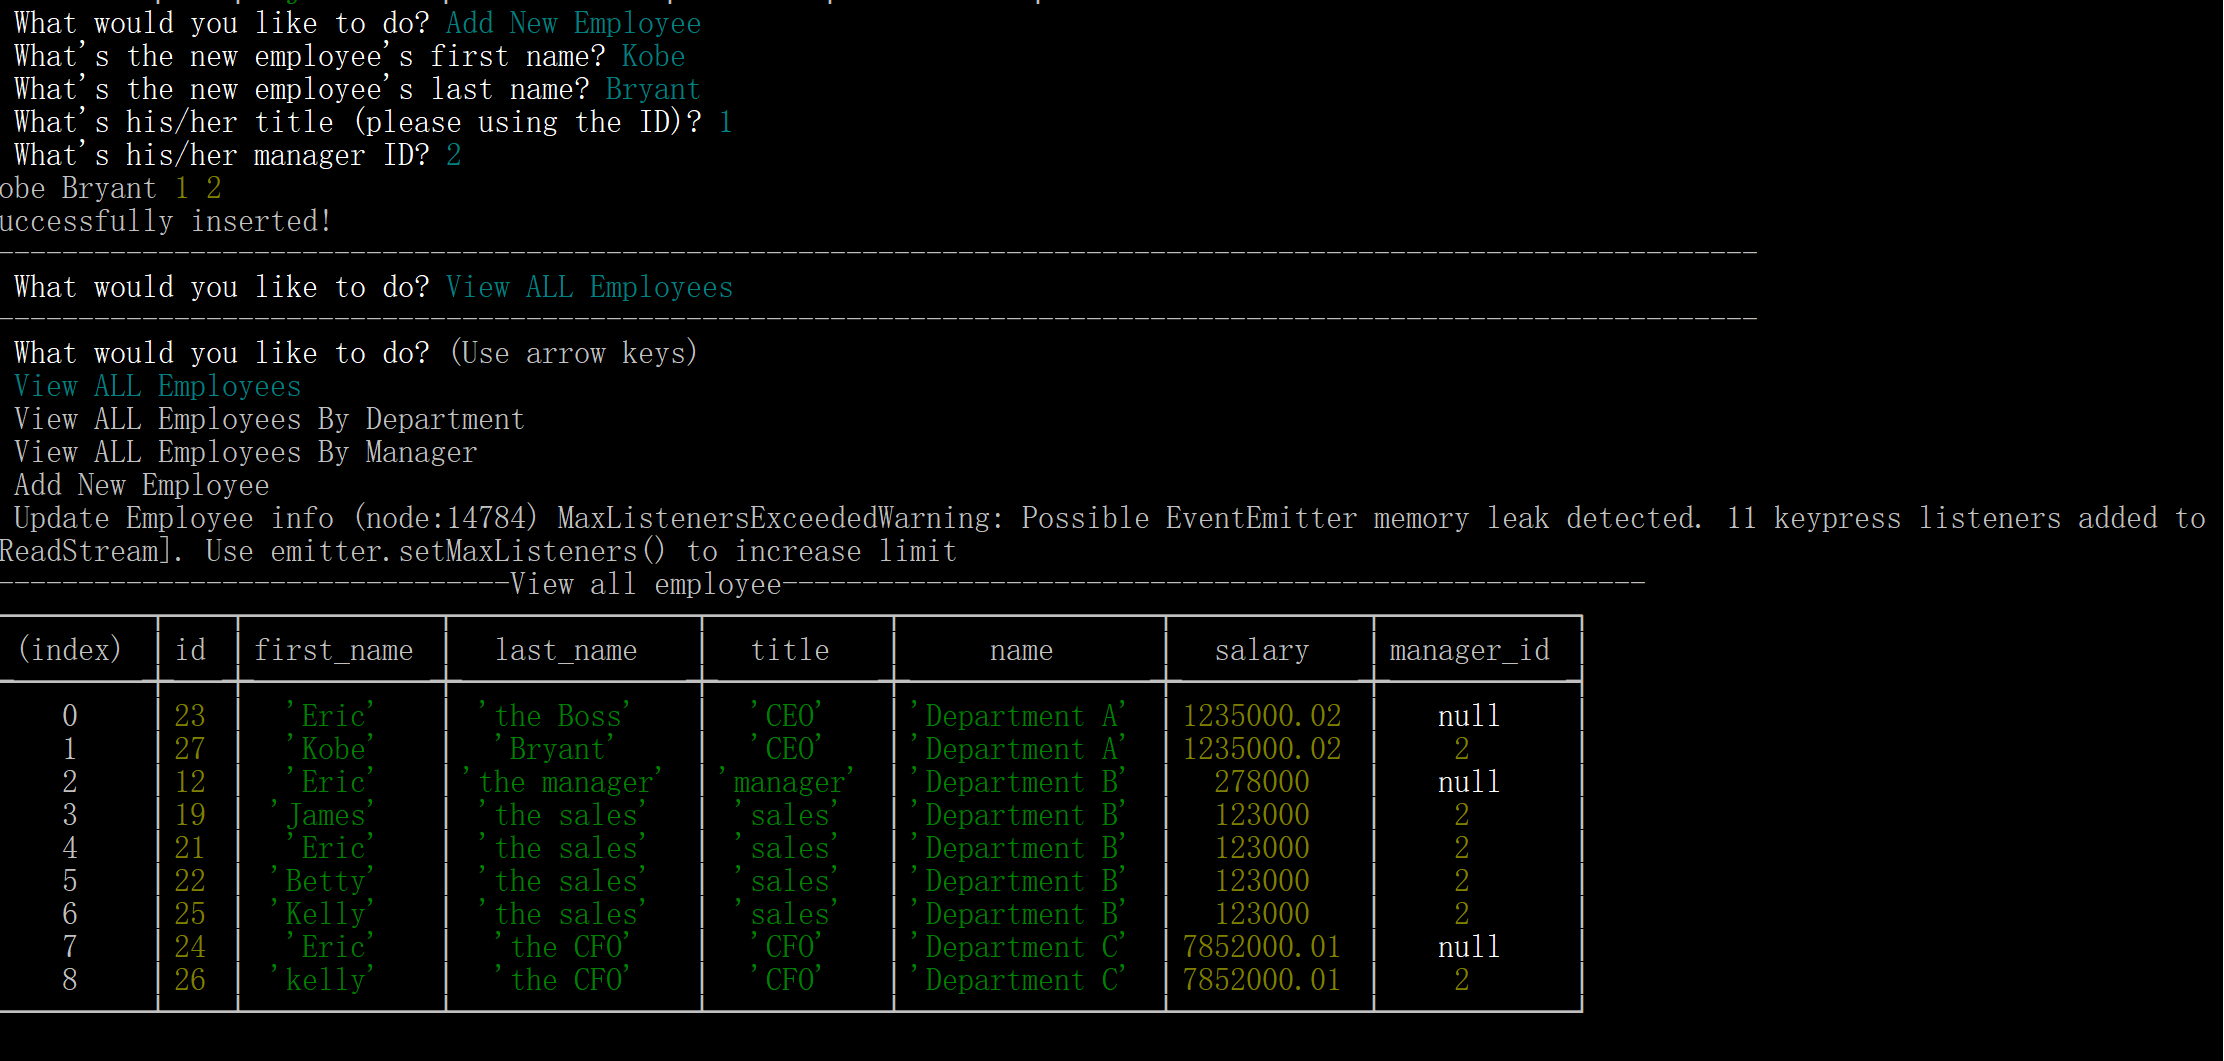 What would you like to do? Add New Employee
What's the new employee's first name? Kobe
What's the new employee's last name? Bryant
What's his/her title (please using the ID)? 1
What's his/her manager ID? 2
obe Bryant 1 2
uccessfully inserted!
--------------------------------------------------------------------------------------------------------------
What would you like to do? View ALL Employees
--------------------------------------------------------------------------------------------------------------
What would you like to do? (Use arrow keys)
View ALL Employees
View ALL Employees By Department
View ALL Employees By Manager
Add New Employee
Update Employee info (node:14784) MaxListenersExceededWarning: Possible EventEmitter memory leak detected. 11 keypress listeners added to
ReadStream]. Use emitter.setMaxListeners() to increase limit
--------------------------------View all employee------------------------------------------------------
(index) id first_name last_name title name salary manager_id
0 23 'Eric' 'the Boss' 'CEO' 'Department A' 1235000.02 null
1 27 'Kobe' 'Bryant' 'CEO' 'Department A' 1235000.02 2
2 12 'Eric' 'the manager' 'manager' 'Department B' 278000 null
3 19 'James' 'the sales' 'sales' 'Department B' 123000 2
4 21 'Eric' 'the sales' 'sales' 'Department B' 123000 2
5 22 'Betty' 'the sales' 'sales' 'Department B' 123000 2
6 25 'Kelly' 'the sales' 'sales' 'Department B' 123000 2
7 24 'Eric' 'the CFO' 'CFO' 'Department C' 7852000.01 null
8 26 'kelly' 'the CFO' 'CFO' 'Department C' 7852000.01 2